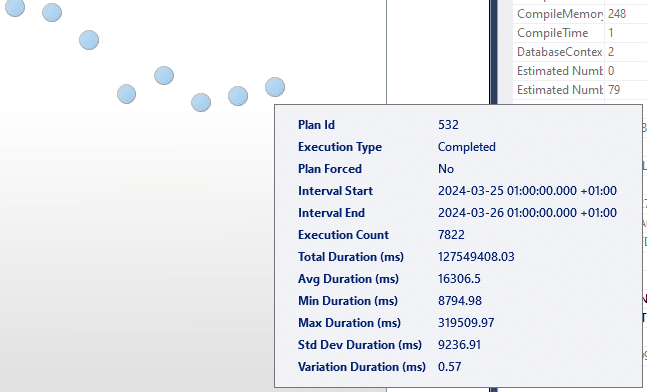 CompileMemory 248
CompileTime 1
DatabaseContex 2
Estimated Numb 0
Estimated Numb 79
Plan Id 532
Execution Type Completed
Plan Forced No
Interval Start 2024-03-25 01:00:00.000 +01:00
Interval End 2024-03-26 01:00:00.000 +01:00
Execution Count 7822
Total Duration (ms) 127549408.03
Avg Duration (ms) 16306.5
Min Duration (ms) 8794.98
Max Duration (ms) 319509.97
Std Dev Duration (ms) 9236.91
Variation Duration (ms) 0.57